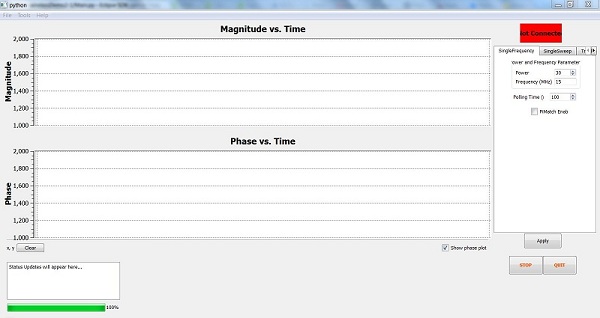 python
File Tools Help
Magnitude vs. Time
2,000
1,800
1,600
1,400
1,200
1,000
Magnitude
Phase vs. Time
2,000
1,800
1,600
1,400
1,200
1,000
Phase
x, y Clear
Show phase plot
Status Updates will appear here...
100%
ot Connecte
SingleFrequency SingleSweep Tr
ower and Frequency Parameter
Power 30
Frequency (MHz) 15
Polling Time () 100
Enab
Apply
STOP QUIT